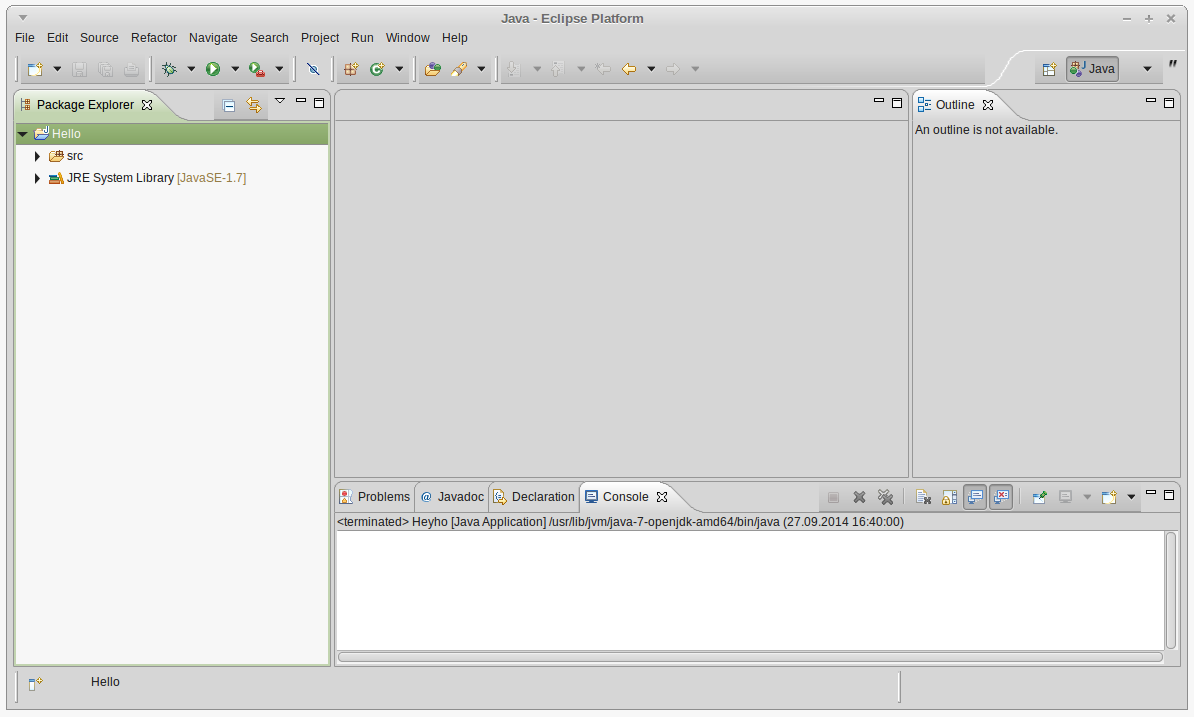 Java - Eclipse Platform
File Edit Source Refactor Navigate Search Project Run Window Help
Java
Package Explorer
Outline
An outline is not available.
Hello
src
JRE System Library [JavaSE-1.7]
Problems @ Javadoc Declaration Console
<terminated> Heyho [Java Application] /usr/lib/jvm/java-7-openjdk-amd64/bin/java (27.09.2014 16:40:00)
Hello